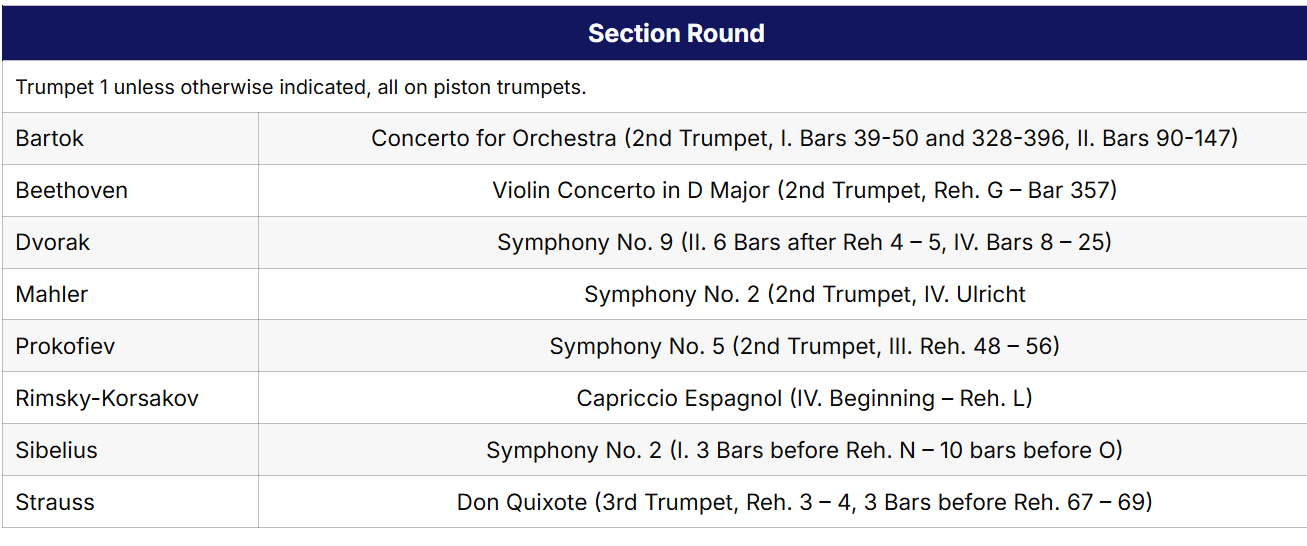 Section Round
Trumpet 1 unless otherwise indicated, all on piston trumpets.
Bartok Concerto for Orchestra (2nd Trumpet, I. Bars 39-50 and 328-396, II. Bars 90-147)
Beethoven Violin Concerto in D Major (2nd Trumpet, Reh. G – Bar 357)
Dvorak Symphony No. 9 (II. 6 Bars after Reh 4 – 5, IV. Bars 8 – 25)
Mahler Symphony No. 2 (2nd Trumpet, IV. Ulricht
Prokofiev Symphony No. 5 (2nd Trumpet, III. Reh. 48 – 56)
Rimsky-Korsakov Capriccio Espagnol (IV. Beginning – Reh. L)
Sibelius Symphony No. 2 (I. 3 Bars before Reh. N – 10 bars before O)
Strauss Don Quixote (3rd Trumpet, Reh. 3 – 4, 3 Bars before Reh. 67 – 69)